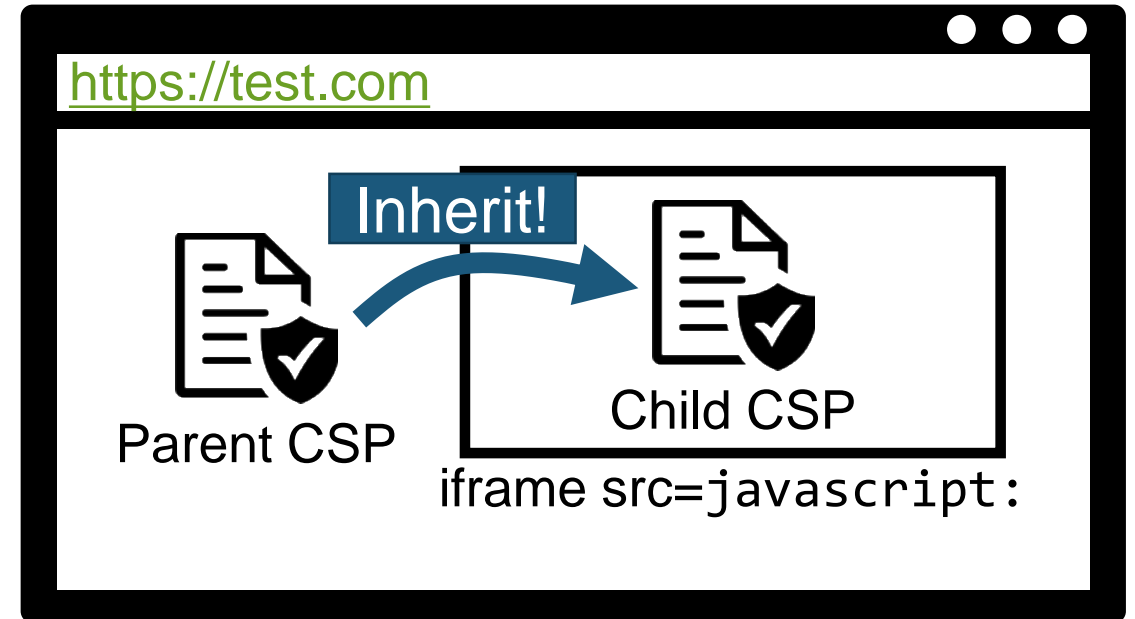 https://test.com
Inherit!
Parent CSP
Child CSP
iframe src=javascript: